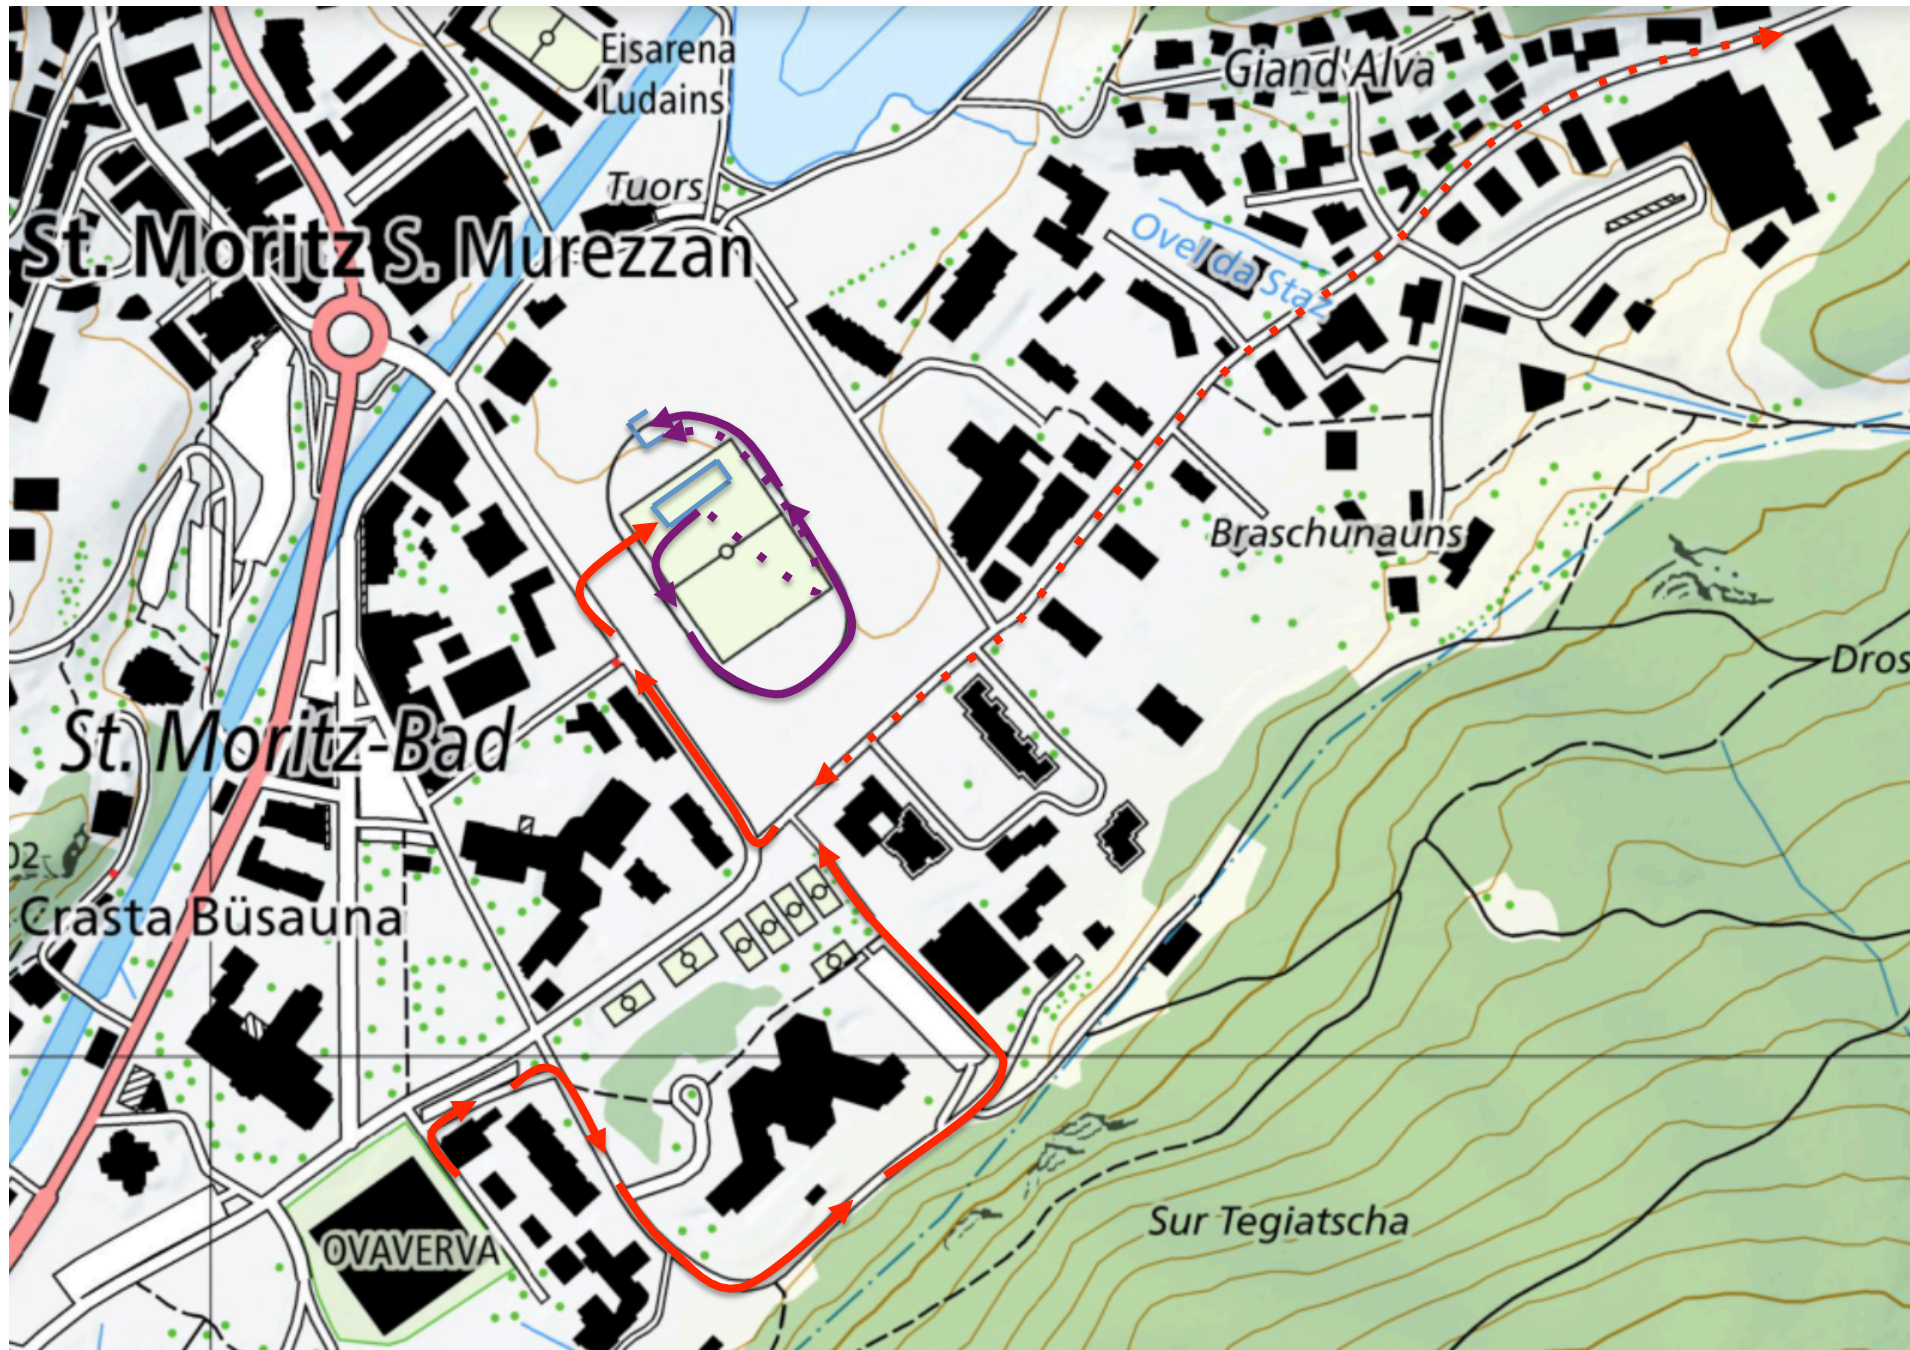 Eisarena
Ludains
Giand'Alva
Tuors
St. Moritz S. Murezzan
Ovel da Staz
Braschunauns
Dros
St. Moritz-Bad
02
Crasta Büsauna
Sur Tegiatscha
OVAVERVA